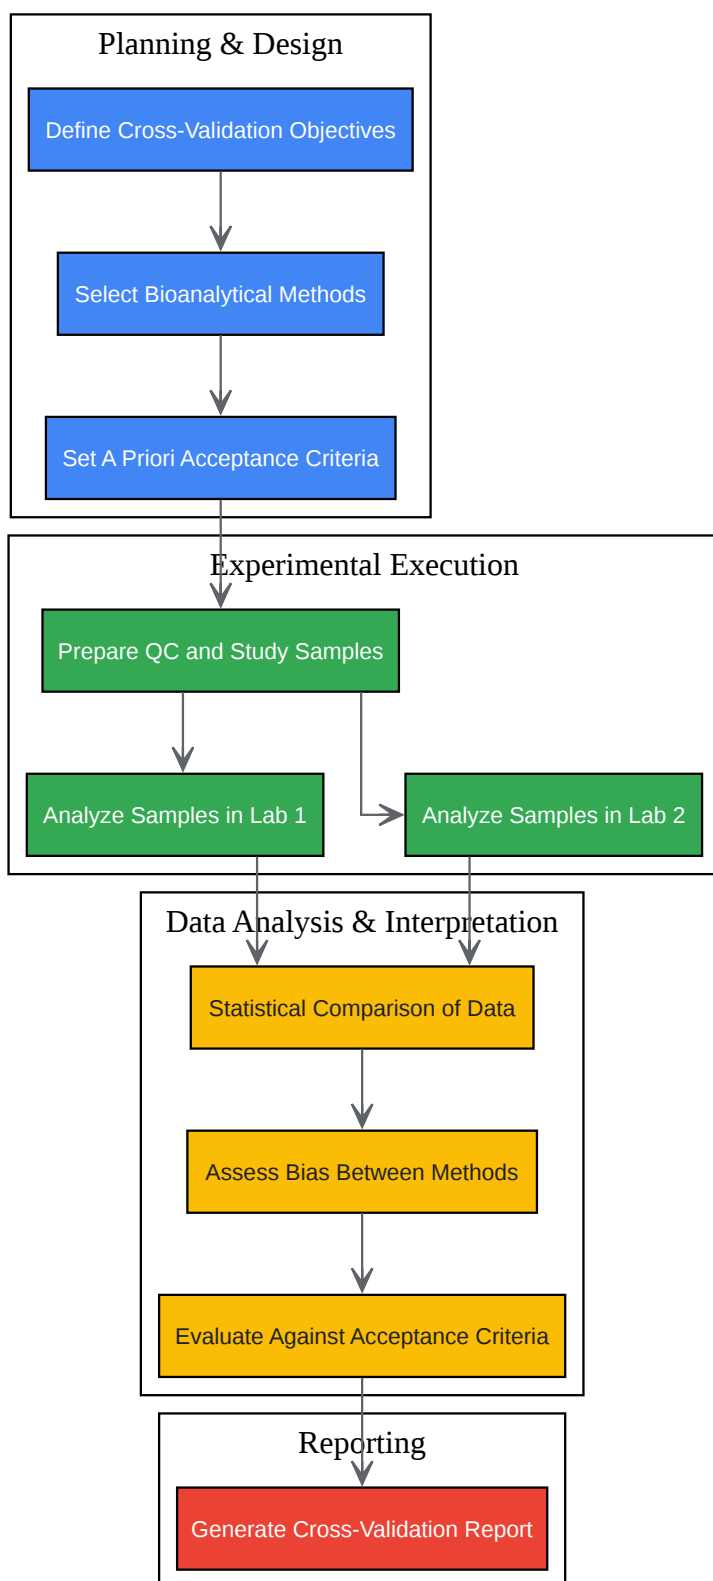 Planning & Design
Define Cross-Validation Objectives
Select Bioanalytical Methods
Set A Priori Acceptance Criteria
Experimental Execution
Prepare QC and Study Samples
Analyze Samples in Lab 1
Analyze Samples in Lab 2
Data Analysis & Interpretation
Statistical Comparison of Data
Assess Bias Between Methods
Evaluate Against Acceptance Criteria
Reporting
Generate Cross-Validation Report